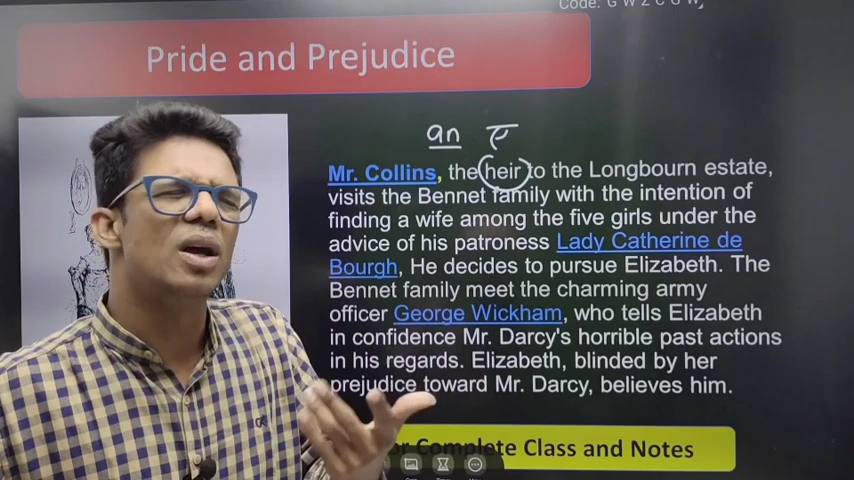 Code: G W Z C G W
Pride and Prejudice
an ए
Mr. Collins, the heir to the Longbourn estate,
visits the Bennet family with the intention of
finding a wife among the five girls under the
advice of his patroness Lady Catherine de
Bourgh, He decides to pursue Elizabeth. The
Bennet family meet the charming army
officer George Wickham, who tells Elizabeth
in confidence Mr. Darcy's horrible past actions
in his regards. Elizabeth, blinded by her
prejudice toward Mr. Darcy, believes him.
Complete Class and Notes